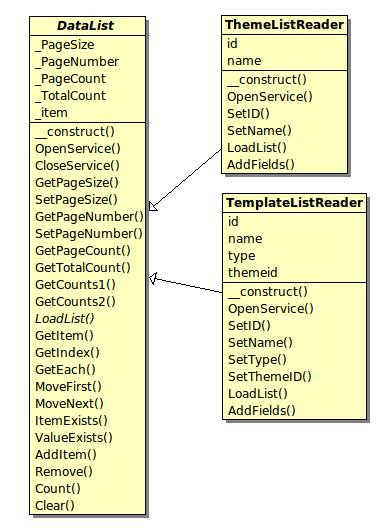 DataList
_PageSize
_PageNumber
_PageCount
_TotalCount
_item
__construct()
OpenService()
CloseService()
GetPageSize()
SetPageSize()
GetPageNumber()
SetPageNumber()
GetPageCount()
GetTotalCount()
GetCounts1()
GetCounts2()
LoadList()
GetItem()
GetIndex()
GetEach()
MoveFirst()
MoveNext()
ItemExists()
ValueExists()
AddItem()
Remove()
Count()
Clear()
ThemeListReader
id
name
__construct()
OpenService()
SetID()
SetName()
LoadList()
AddFields()
TemplateListReader
id
name
type
themeid
__construct()
OpenService()
SetID()
SetName()
SetType()
SetThemeID()
LoadList()
AddFields()